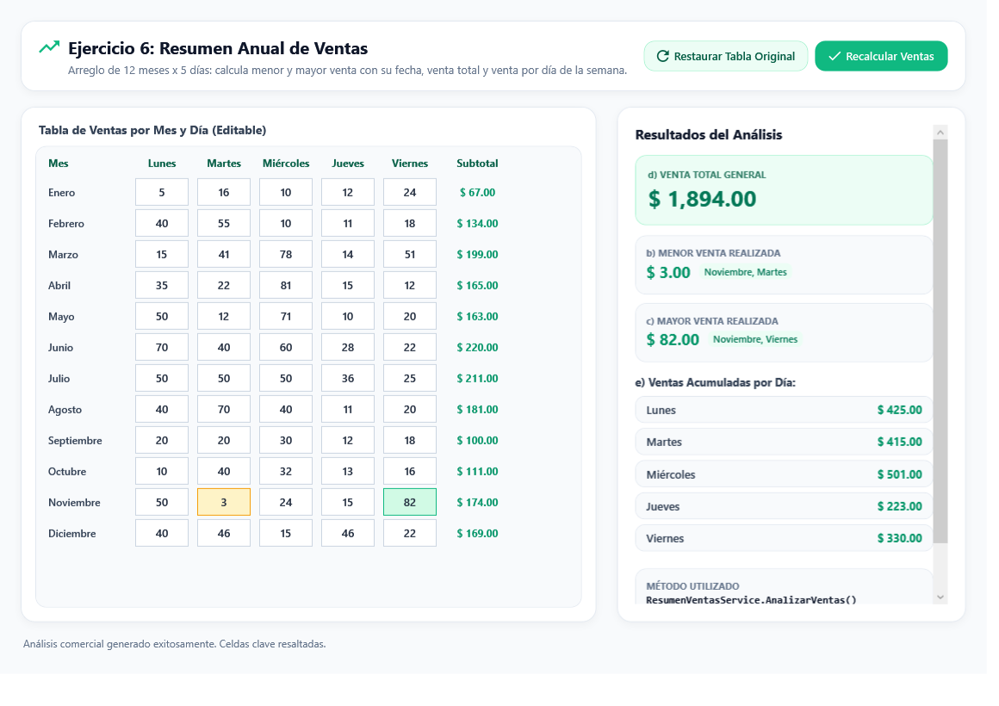 Ejercicio 6: Resumen Anual de Ventas
Arreglo de 12 meses x 5 días: calcula menor y mayor venta con su fecha, venta total y venta por día de la semana.
Restaurar Tabla Original
Recalcular Ventas
Tabla de Ventas por Mes y Día (Editable)
Mes Lunes Martes Miércoles Jueves Viernes Subtotal
Enero 5 16 10 12 24 $ 67.00
Febrero 40 55 10 11 18 $ 134.00
Marzo 15 41 78 14 51 $ 199.00
Abril 35 22 81 15 12 $ 165.00
Mayo 50 12 71 10 20 $ 163.00
Junio 70 40 60 28 22 $ 220.00
Julio 50 50 50 36 25 $ 211.00
Agosto 40 70 40 11 20 $ 181.00
Septiembre 20 20 30 12 18 $ 100.00
Octubre 10 40 32 13 16 $ 111.00
Noviembre 50 3 24 15 82 $ 174.00
Diciembre 40 46 15 46 22 $ 169.00
Resultados del Análisis
d) VENTA TOTAL GENERAL
$ 1,894.00
b) MENOR VENTA REALIZADA
$ 3.00 Noviembre, Martes
c) MAYOR VENTA REALIZADA
$ 82.00 Noviembre, Viernes
e) Ventas Acumuladas por Día:
Lunes $ 425.00
Martes $ 415.00
Miércoles $ 501.00
Jueves $ 223.00
Viernes $ 330.00
MÉTODO UTILIZADO
ResumenVentasService.AnalizarVentas()
Análisis comercial generado exitosamente. Celdas clave resaltadas.